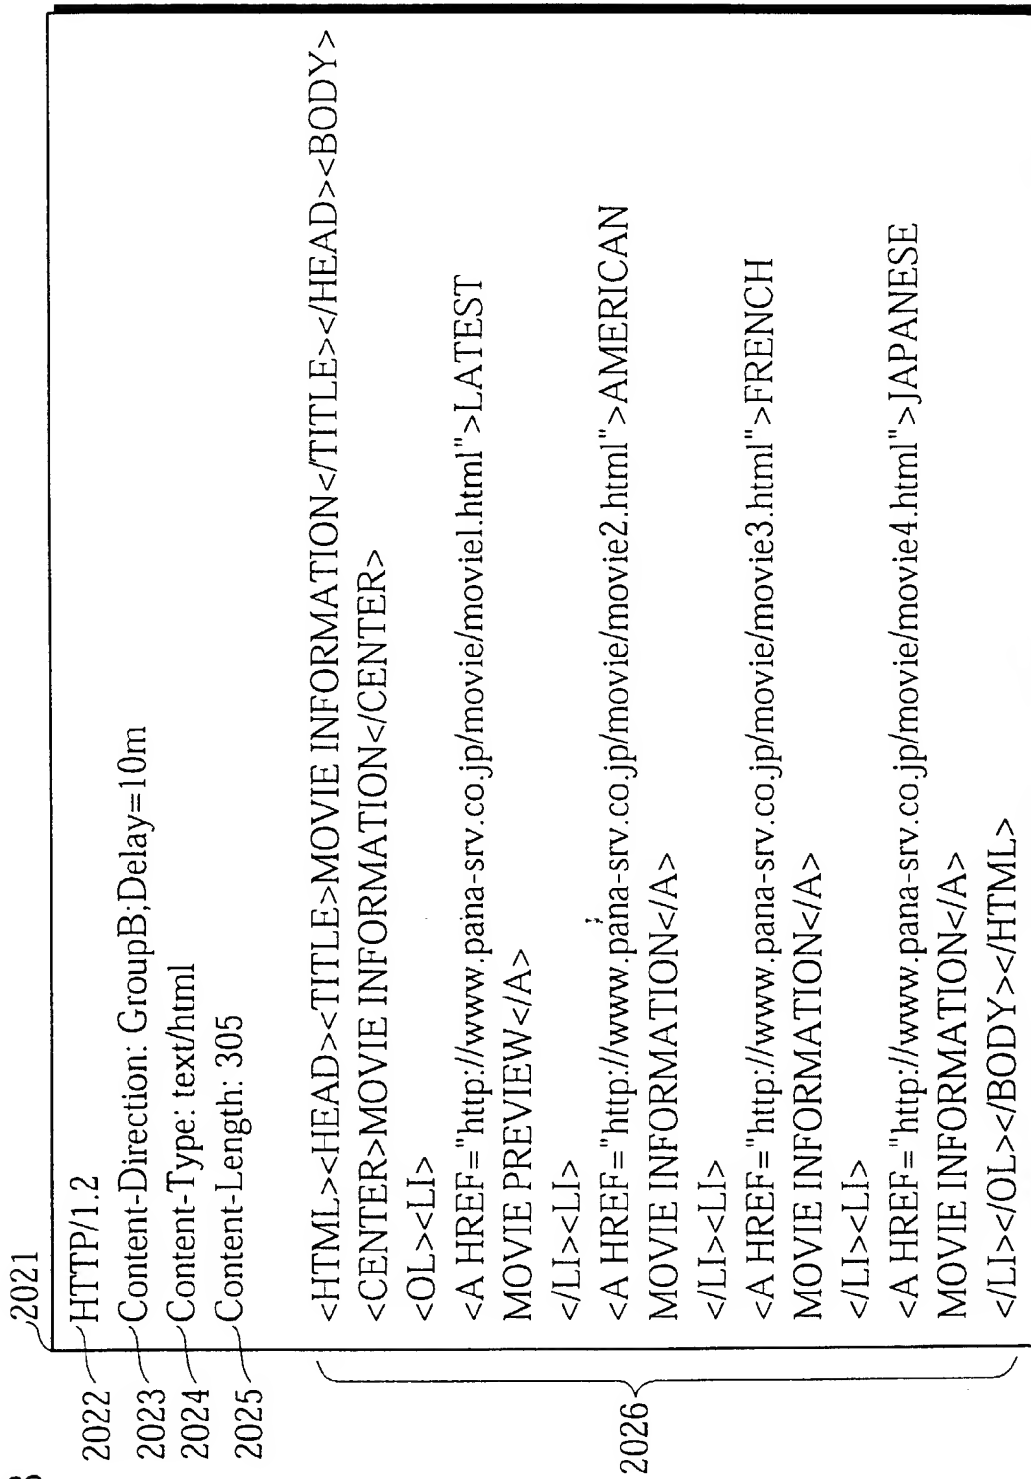 2021
2022 HTTP/1.2
2023 Content-Direction: GroupB;Delay=10m
2024 Content-Type: text/html
2025 Content-Length: 305
2026
<HTML><HEAD><TITLE>MOVIE INFORMATION</TITLE></HEAD><BODY>
<CENTER>MOVIE INFORMATION</CENTER>
<OL><LI>
<A HREF="http://www.pana-srv.co.jp/movie/movie1.html">LATEST
MOVIE PREVIEW</A>
</LI><LI>
<A HREF="http://www.pana-srv.co.jp/movie/movie2.html">AMERICAN
MOVIE INFORMATION</A>
</LI><LI>
<A HREF="http://www.pana-srv.co.jp/movie/movie3.html">FRENCH
MOVIE INFORMATION</A>
</LI><LI>
<A HREF="http://www.pana-srv.co.jp/movie/movie4.html">JAPANESE
MOVIE INFORMATION</A>
</LI></OL></BODY></HTML>